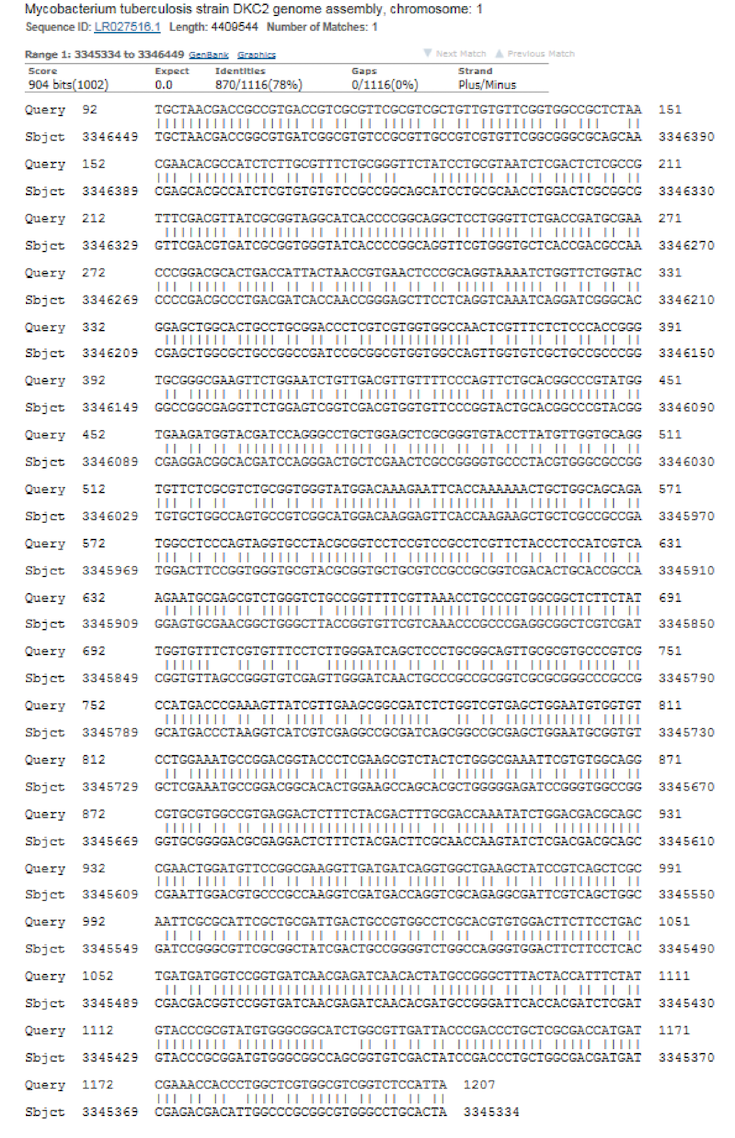 Mycobacterium tuberculosis strain DKC2 genome assembly, chromosome: 1
Sequence ID: LR027516.1 Length: 4409544 Number of Matches: 1
Range 1: 3345334 to 3346449 GenBank Graphics ▼ Next Match ▲ Previous Match
Score Expect Identities Gaps Strand
904 bits(1002) 0.0 870/1116(78%) 0/1116(0%) Plus/Minus
Query 92 TGCTAACGACCGCCGTGACCGTCGCGTTCGCGTCGCTGTTGTGTTCGGTGGCCGCTCTAA 151
Sbjct 3346449 TGCTAACGACCGGCGTGATCGGCGTGTCCGCGTTGCCGTCGTGTTCGGCGGGCGCAGCAA 3346390
Query 152 CGAACACGCCATCTCTTGCGTTTCTGCGGGTTCTATCCTGCGTAATCTCGACTCTCGCCG 211
Sbjct 3346389 CGAGCACGCCATCTCGTGTGTGTCCGCCGGCAGCATCCTGCGCAACCTGGACTCGCGGCG 3346330
Query 212 TTTCGACGTTATCGCGGTAGGCATCACCCCGGCAGGCTCCTGGGTTCTGACCGATGCGAA 271
Sbjct 3346329 GTTCGACGTGATCGCGGTGGGTATCACCCCGGCAGGTTCGTGGGTGCTCACCGACGCCAA 3346270
Query 272 CCCGGACGCACTGACCATTACTAACCGTGAACTCCCGCAGGTAAAATCTGGTTCTGGTAC 331
Sbjct 3346269 CCCCGACGCCCTGACGATCACCAACCGGGAGCTTCCTCAGGTCAAATCAGGATCGGGCAC 3346210
Query 332 GGAGCTGGCACTGCCTGCGGACCCTCGTCGTGGTGGCCAACTCGTTTCTCTCCCACCGGG 391
Sbjct 3346209 CGAGCTGGCGCTGCCGGCCGATCCGCGGCGTGGTGGCCAGTTGGTGTCGCTGCCGCCCGG 3346150
Query 392 TGCGGGCGAAGTTCTGGAATCTGTTGACGTTGTTTTCCCAGTTCTGCACGGCCCGTATGG 451
Sbjct 3346149 GGCCGGCGAGGTTCTGGAGTCGGTCGACGTGGTGTTCCCGGTACTGCACGGCCCGTACGG 3346090
Query 452 TGAAGATGGTACGATCCAGGGCCTGCTGGAGCTCGCGGGTGTACCTTATGTTGGTGCAGG 511
Sbjct 3346089 CGAGGACGGCACGATCCAGGGACTGCTCGAACTCGCCGGGGTGCCCTACGTGGGCGCCGG 3346030
Query 512 TGTTCTCGCGTCTGCGGTGGGTATGGACAAAGAATTCACCAAAAAACTGCTGGCAGCAGA 571
Sbjct 3346029 TGTGCTGGCCAGTGCCGTCGGCATGGACAAGGAGTTCACCAAGAAGCTGCTCGCCGCCGA 3345970
Query 572 TGGCCTCCCAGTAGGTGCCTACGCGGTCCTCCGTCCGCCTCGTTCTACCCTCCATCGTCA 631
Sbjct 3345969 TGGACTTCCGGTGGGTGCGTACGCGGTGCTGCGTCCGCCGCGGTCGACACTGCACCGCCA 3345910
Query 632 AGAATGCGAGCGTCTGGGTCTGCCGGTTTTCGTTAAACCTGCCCGTGGCGGCTCTTCTAT 691
Sbjct 3345909 GGAGTGCGAACGGCTGGGCTTACCGGTGTTCGTCAAACCCGCCCGAGGCGGCTCGTCGAT 3345850
Query 692 TGGTGTTTCTCGTGTTTCCTCTTGGGATCAGCTCCCTGCGGCAGTTGCGCGTGCCCGTCG 751
Sbjct 3345849 CGGTGTTAGCCGGGTGTCGAGTTGGGATCAACTGCCCGCCGCGGTCGCGCGGGCCCGCCG 3345790
Query 752 CCATGACCCGAAAGTTATCGTTGAAGCGGCGATCTCTGGTCGTGAGCTGGAATGTGGTGT 811
Sbjct 3345789 GCATGACCCTAAGGTCATCGTCGAGGCCGCGATCAGCGGCCGCGAGCTGGAATGCGGTGT 3345730
Query 812 CCTGGAAATGCCGGACGGTACCCTCGAAGCGTCTACTCTGGGCGAAATTCGTGTGGCAGG 871
Sbjct 3345729 GCTCGAAATGCCGGACGGCACACTGGAAGCCAGCACGCTGGGGGAGATCCGGGTGGCCGG 3345670
Query 872 CGTGCGTGGCCGTGAGGACTCTTTCTACGACTTTGCGACCAAATATCTGGACGACGCAGC 931
Sbjct 3345669 GGTGCGGGGACGCGAGGACTCTTTCTACGACTTCGCAACCAAGTATCTCGACGACGCAGC 3345610
Query 932 CGAACTGGATGTTCCGGCGAAGGTTGATGATCAGGTGGCTGAAGCTATCCGTCAGCTCGC 991
Sbjct 3345609 CGAATTGGACGTGCCCGCCAAGGTCGATGACCAGGTCGCAGAGGCGATTCGTCAGCTGGC 3345550
Query 992 AATTCGCGCATTCGCTGCGATTGACTGCCGTGGCCTCGCACGTGTGGACTTCTTCCTGAC 1051
Sbjct 3345549 GATCCGGGCGTTCGCGGCTATCGACTGCCGGGGTCTGGCCAGGGTGGACTTCTTCCTCAC 3345490
Query 1052 TGATGATGGTCCGGTGATCAACGAGATCAACACTATGCCGGGCTTTACTACCATTTCTAT 1111
Sbjct 3345489 CGACGACGGTCCGGTGATCAACGAGATCAACACGATGCCGGGATTCACCACGATCTCGAT 3345430
Query 1112 GTACCCGCGTATGTGGGCGGCATCTGGCGTTGATTACCCGACCCTGCTCGCGACCATGAT 1171
Sbjct 3345429 GTACCCGCGGATGTGGGCGGCCAGCGGTGTCGACTATCCGACCCTGCTGGCGACGATGAT 3345370
Query 1172 CGAAACCACCCTGGCTCGTGGCGTCGGTCTCCATTA 1207
Sbjct 3345369 CGAGACGACATTGGCCCGCGGCGTGGGCCTGCACTA 3345334